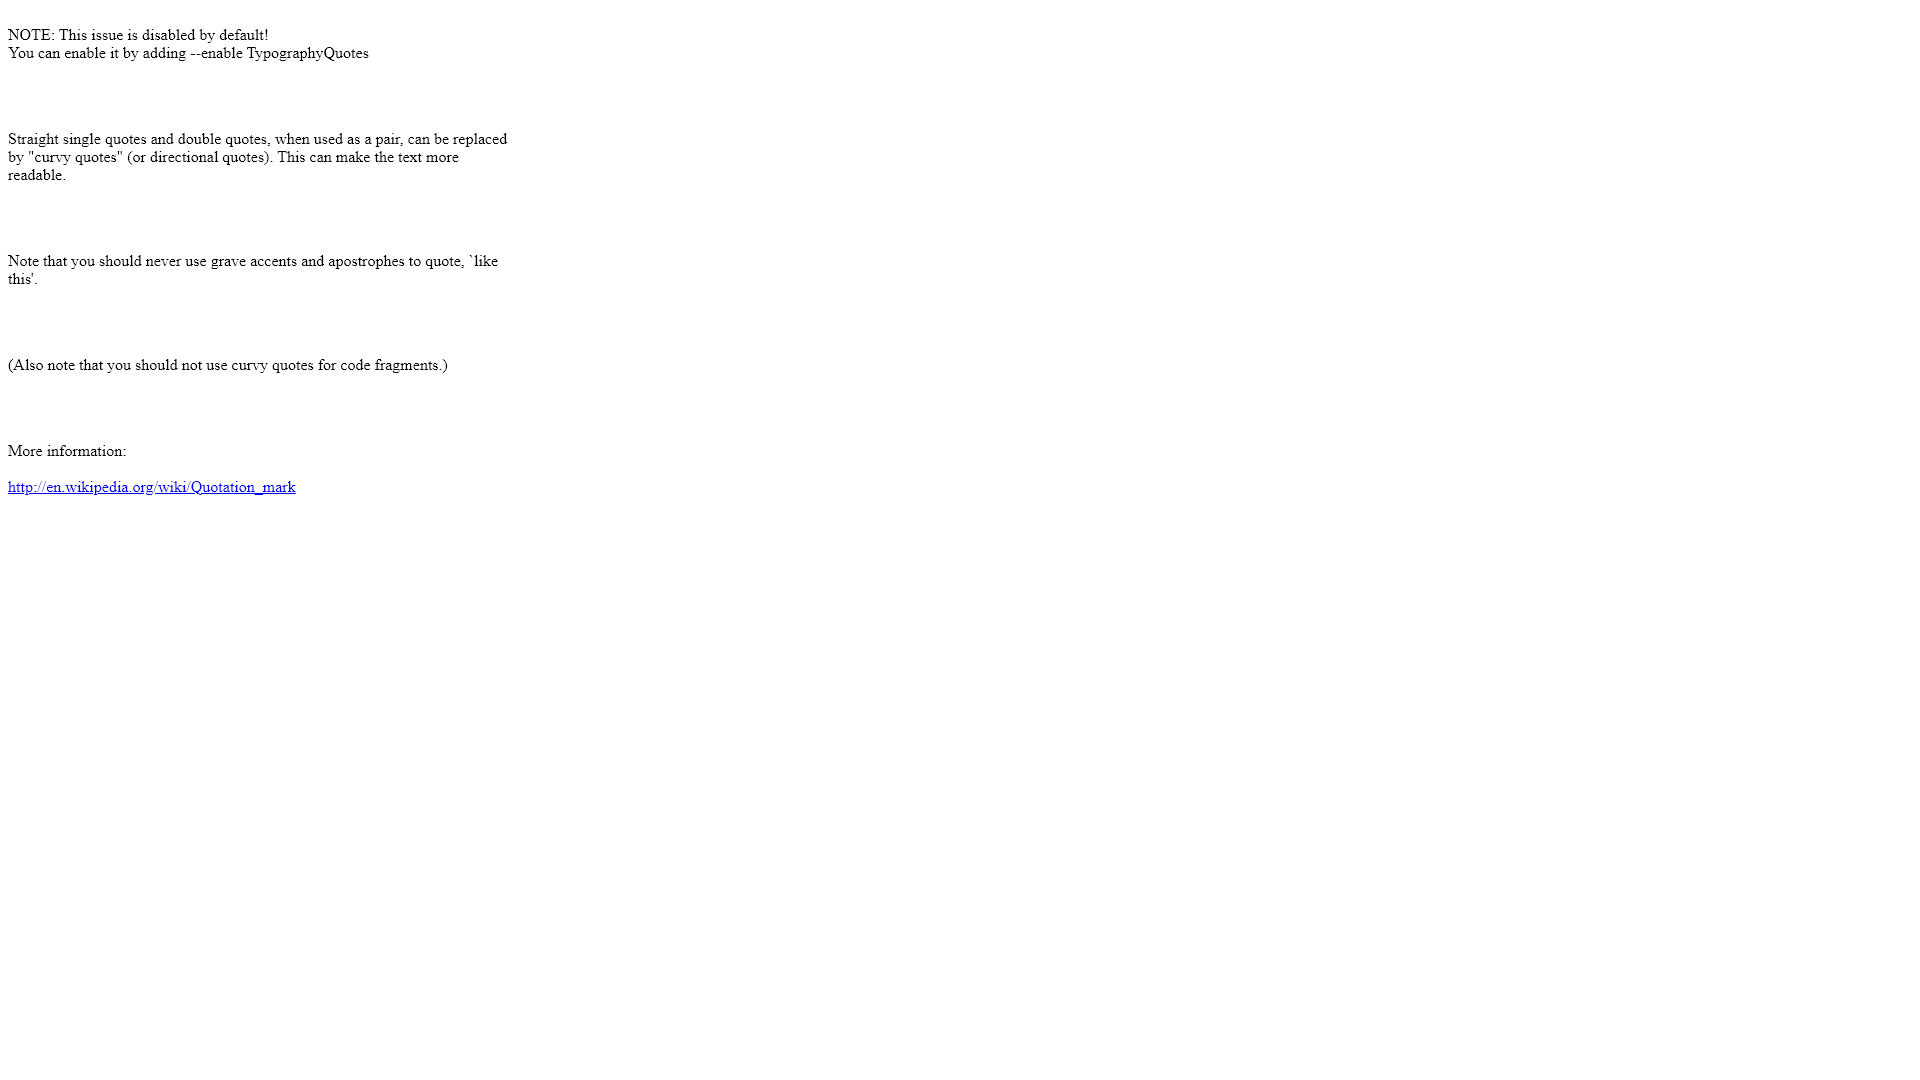 NOTE: This issue is disabled by default!
You can enable it by adding --enable TypographyQuotes
Straight single quotes and double quotes, when used as a pair, can be replaced
by "curvy quotes" (or directional quotes). This can make the text more
readable.
Note that you should never use grave accents and apostrophes to quote, `like
this'.
(Also note that you should not use curvy quotes for code fragments.)
More information:
http://en.wikipedia.org/wiki/Quotation_mark